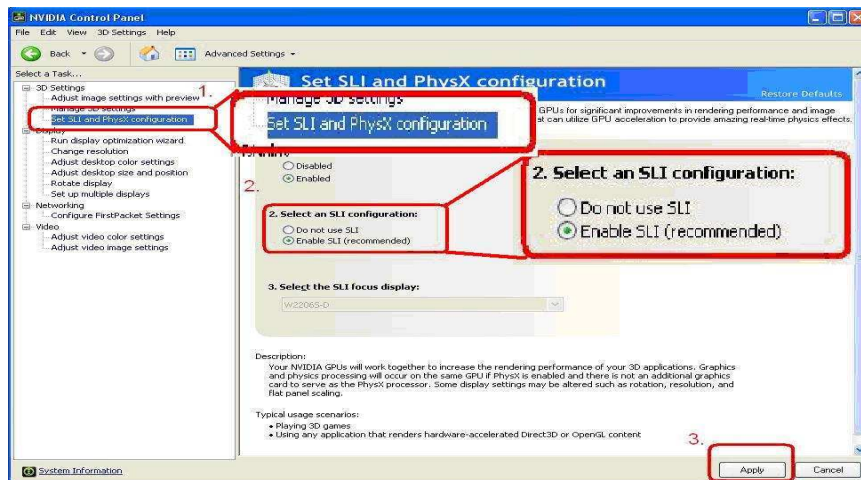 NVIDIA Control Panel
File Edit View 3D Settings Help
Back Advanced Settings
Select a Task...
1.
3D Settings
Adjust image settings with preview
Manage 3D settings
Set SLI and PhysX configuration
Display
Run display optimization wizard
Change resolution
Adjust desktop color settings
Adjust desktop size and position
Rotate display
Set up multiple displays
Networking
Configure FirstPacket Settings
Video
Adjust video color settings
Adjust video image settings
System Information
Set SLI and PhysX configuration
Restore Defaults
GPUs for significant improvements in rendering performance and image
at can utilize GPU acceleration to provide amazing real-time physics effects.
Manage 3D settings
Set SLI and PhysX configuration
Disabled
Enabled
2.
2. Select an SLI configuration:
Do not use SLI
Enable SLI (recommended)
2. Select an SLI configuration:
Do not use SLI
Enable SLI (recommended)
3. Select the SLI focus display:
W2206S-D
Description:
Your NVIDIA GPUs will work together to increase the rendering performance of your 3D applications. Graphics
and physics processing will occur on the same GPU if PhysX is enabled and there is not an additional graphics
card to serve as the PhysX processor. Some display settings may be altered such as rotation, resolution, and
flat panel scaling.
Typical usage scenarios:
• Playing 3D games
• Using any application that renders hardware-accelerated Direct3D or OpenGL content
3.
Apply Cancel